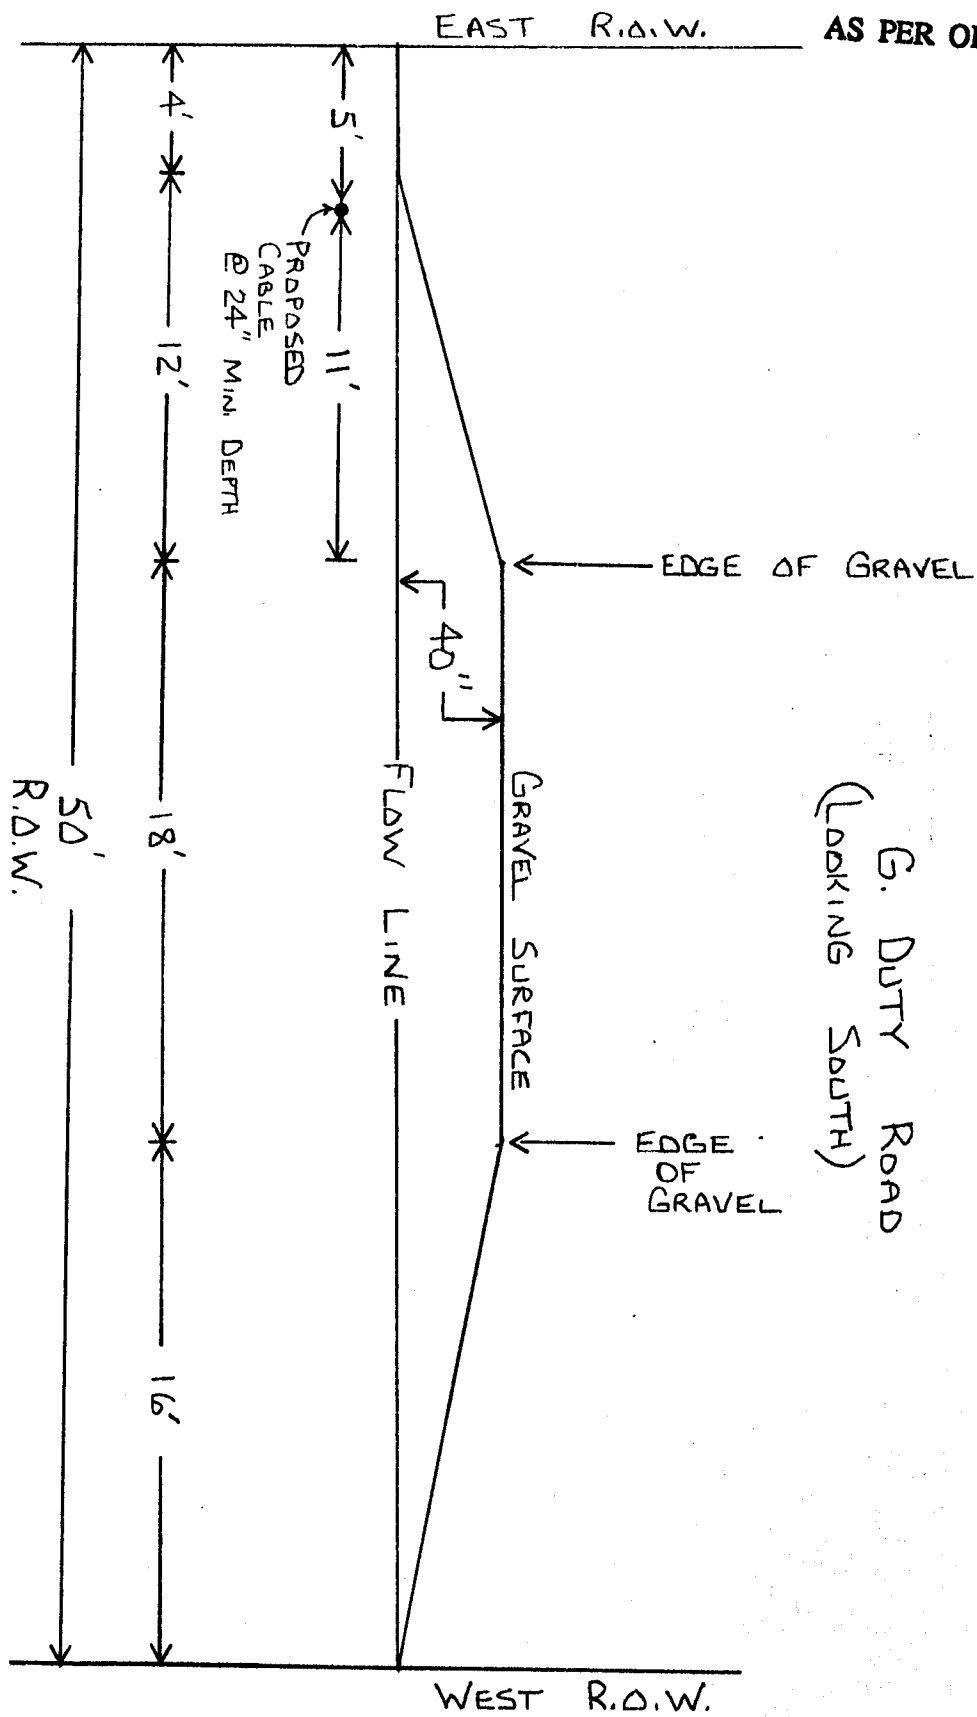 EAST R.O.W.
AS PER
4'
5'
PROPOSED
CABLE
@ 24" MIN. DEPTH
12'
11'
EDGE OF GRAVEL
40"
G. DUTY ROAD
(LOOKING SOUTH)
GRAVEL SURFACE
FLOW LINE
18'
50'
R.O.W.
EDGE
OF
GRAVEL
16'
WEST R.O.W.